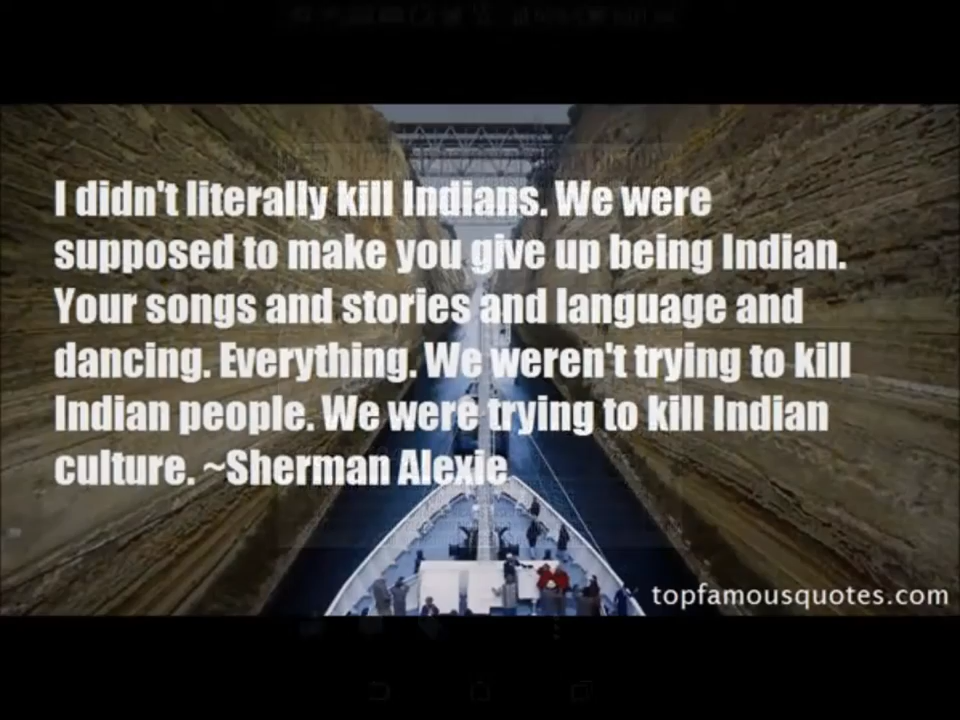 I didn't literally kill Indians. We were
supposed to make you give up being Indian.
Your songs and stories and language and
dancing. Everything. We weren't trying to kill
Indian people. We were trying to kill Indian
culture. ~Sherman Alexie
topfamousquotes.com